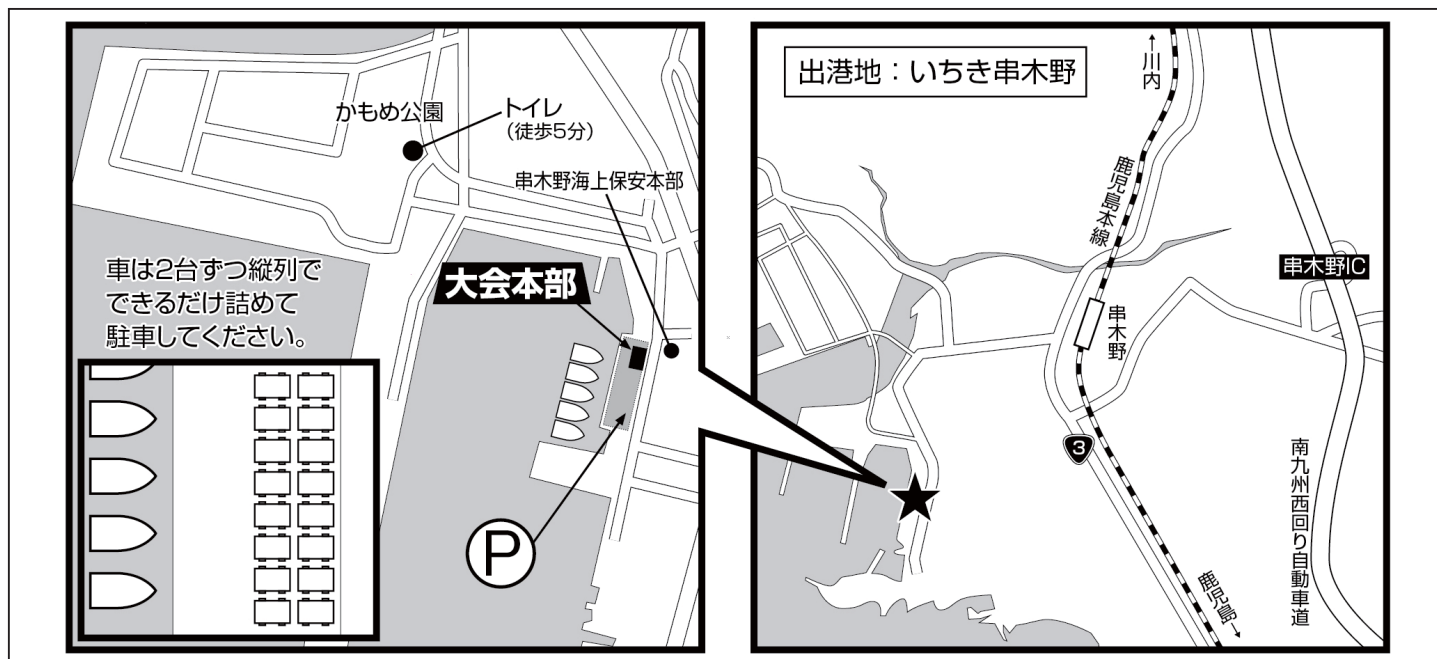 かもめ公園
トイレ
(徒歩5分)
串木野海上保安本部
大会本部
車は2台ずつ縦列で
できるだけ詰めて
駐車してください。
P
出港地：いちき串木野
↑川内
鹿児島本線
串木野IC
串木野
3
南九州西回り自動車道
鹿児島→